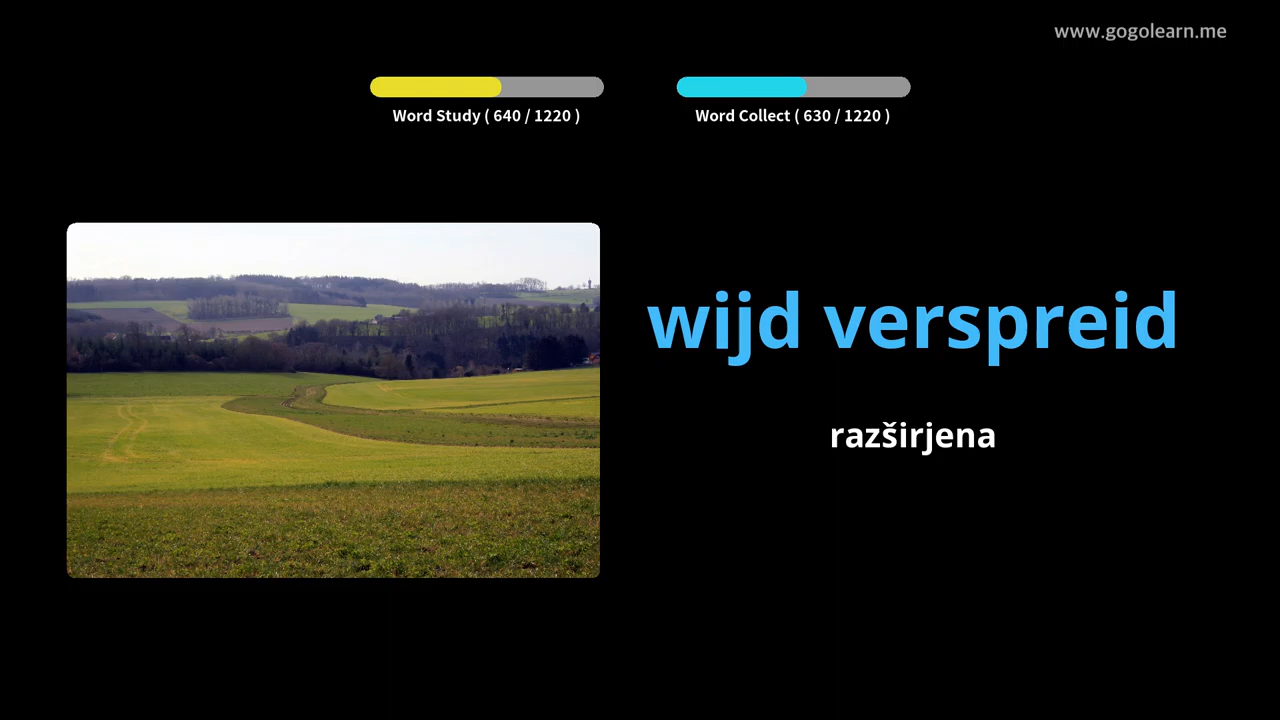 www.gogolearn.me
Word Study ( 640 / 1220 )
Word Collect ( 630 / 1220 )
wijd verspreid
razširjena